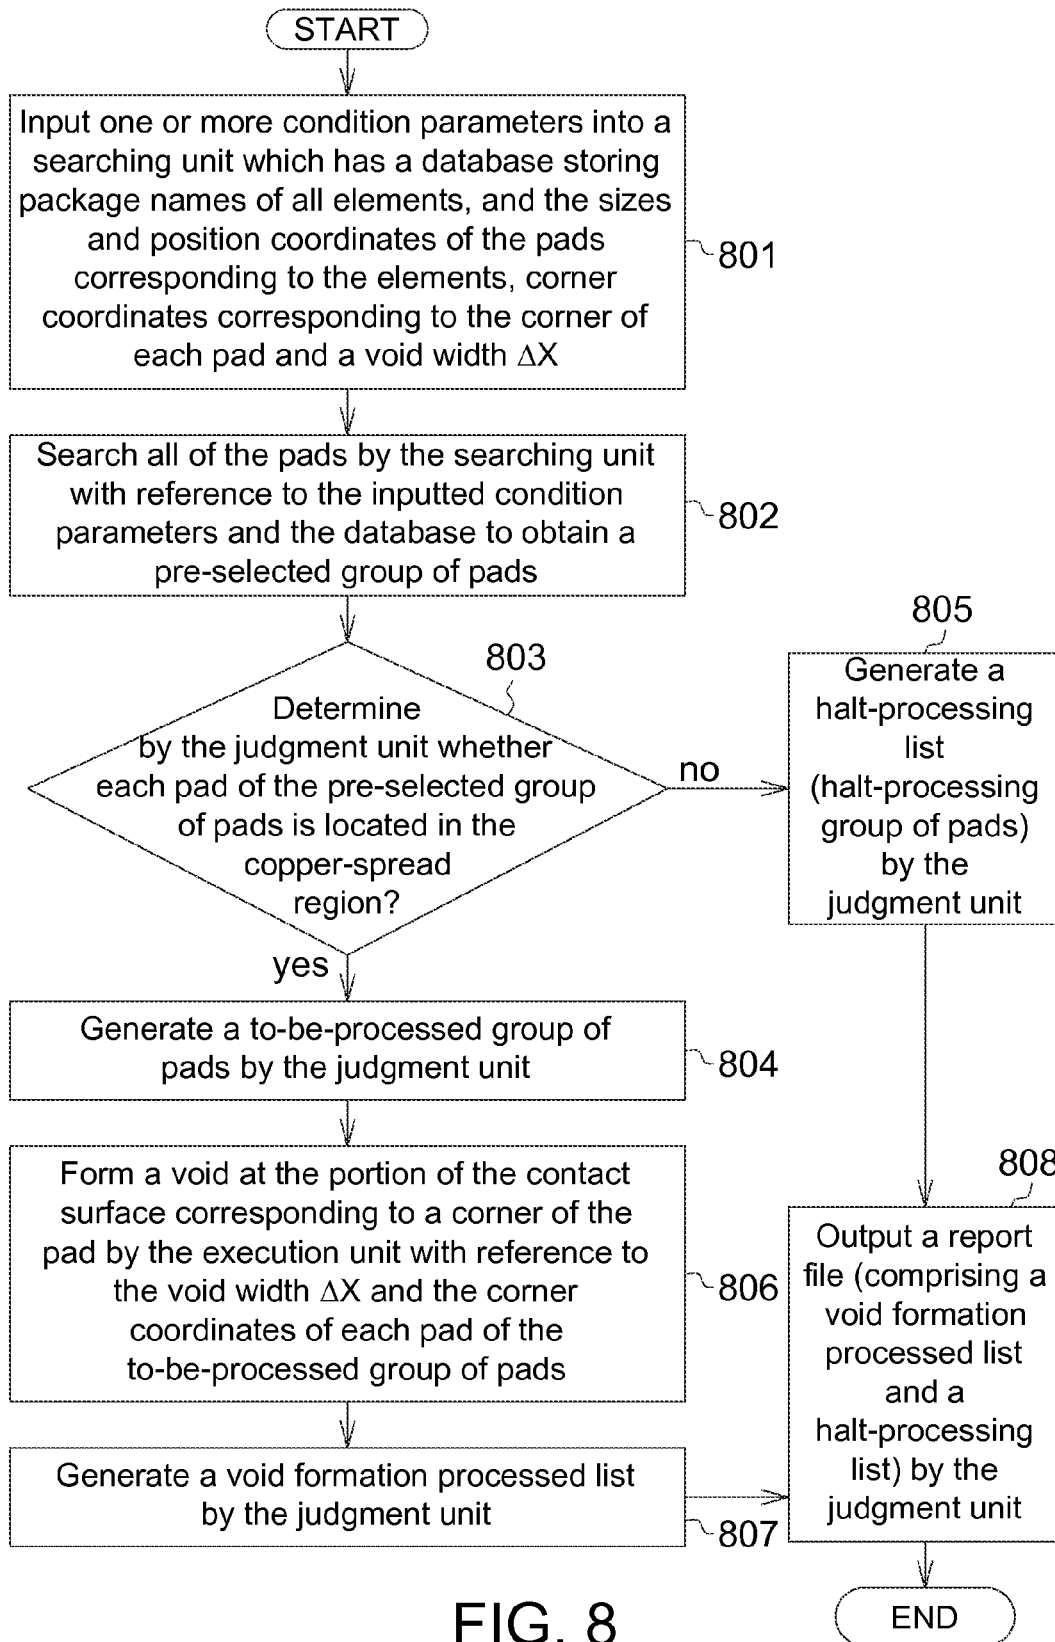 START
Input one or more condition parameters into a
searching unit which has a database storing
package names of all elements, and the sizes
and position coordinates of the pads
corresponding to the elements, corner
coordinates corresponding to the corner of
each pad and a void width ΔX
801
Search all of the pads by the searching unit
with reference to the inputted condition
parameters and the database to obtain a
pre-selected group of pads
802
803
Determine
by the judgment unit whether
each pad of the pre-selected group
of pads is located in the
copper-spread
region?
no
yes
805
Generate a
halt-processing
list
(halt-processing
group of pads)
by the
judgment unit
Generate a to-be-processed group of
pads by the judgment unit
804
Form a void at the portion of the contact
surface corresponding to a corner of the
pad by the execution unit with reference to
the void width ΔX and the corner
coordinates of each pad of the
to-be-processed group of pads
806
Generate a void formation processed list
by the judgment unit
807
808
Output a report
file (comprising a
void formation
processed list
and a
halt-processing
list) by the
judgment unit
END
FIG. 8